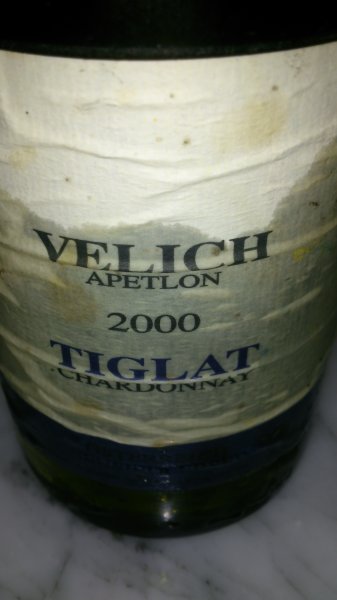 VELICH
APETLON
2000
TIGLAT
CHARDONNAY